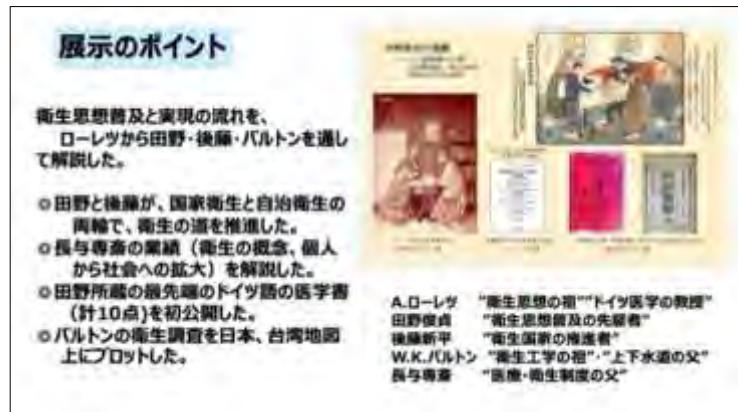 展示のポイント
衛生思想普及と実現の流れを、
ローレツから田野・後藤・バルトンを通し
て解説した。
◎田野と後藤が、国家衛生と自治衛生の
両輪で、衛生の道を推進した。
◎長与専斎の業績（衛生の概念、個人
から社会への拡大）を解説した。
◎田野所蔵の最先端のドイツ語の医学書
（計10点)を初公開した。
◎バルトンの衛生調査を日本、台湾地図
上にプロットした。
A.ローレツ "衛生思想の祖""ドイツ医学の教授"
田野俊貞 "衛生思想普及の先駆者"
後藤新平 "衛生国家の推進者"
W.K.バルトン "衛生工学の祖"・"上下水道の父"
長与専斎 "医療・衛生制度の父"